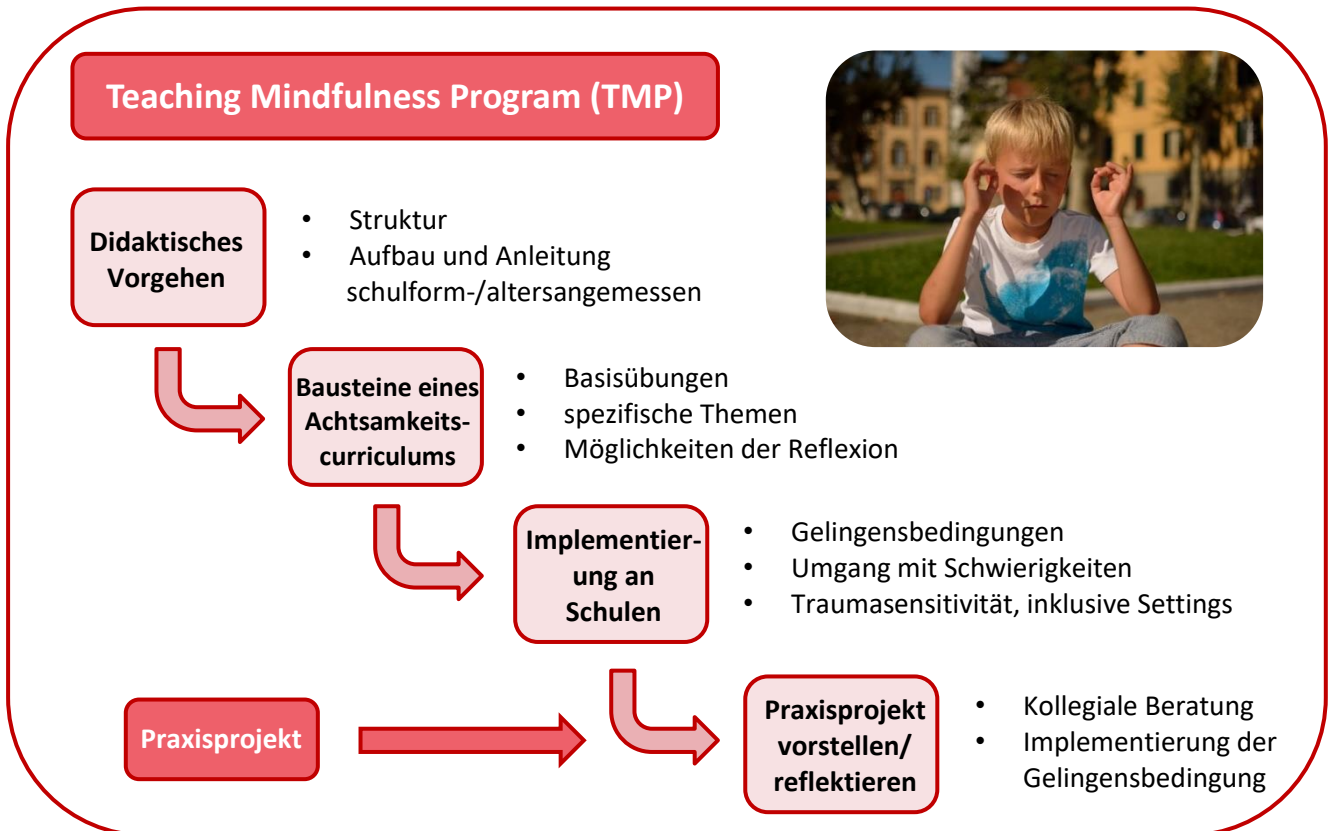 Teaching Mindfulness Program (TMP)
Didaktisches
Vorgehen
• Struktur
• Aufbau und Anleitung
schulform-/altersangemessen
Bausteine eines
Achtsamkeits-
curriculums
• Basisübungen
• spezifische Themen
• Möglichkeiten der Reflexion
Implementier-
ung an
Schulen
• Gelingensbedingungen
• Umgang mit Schwierigkeiten
• Traumasensitivität, inklusive Settings
Praxisprojekt
Praxisprojekt
vorstellen/
reflektieren
• Kollegiale Beratung
• Implementierung der
Gelingensbedingung